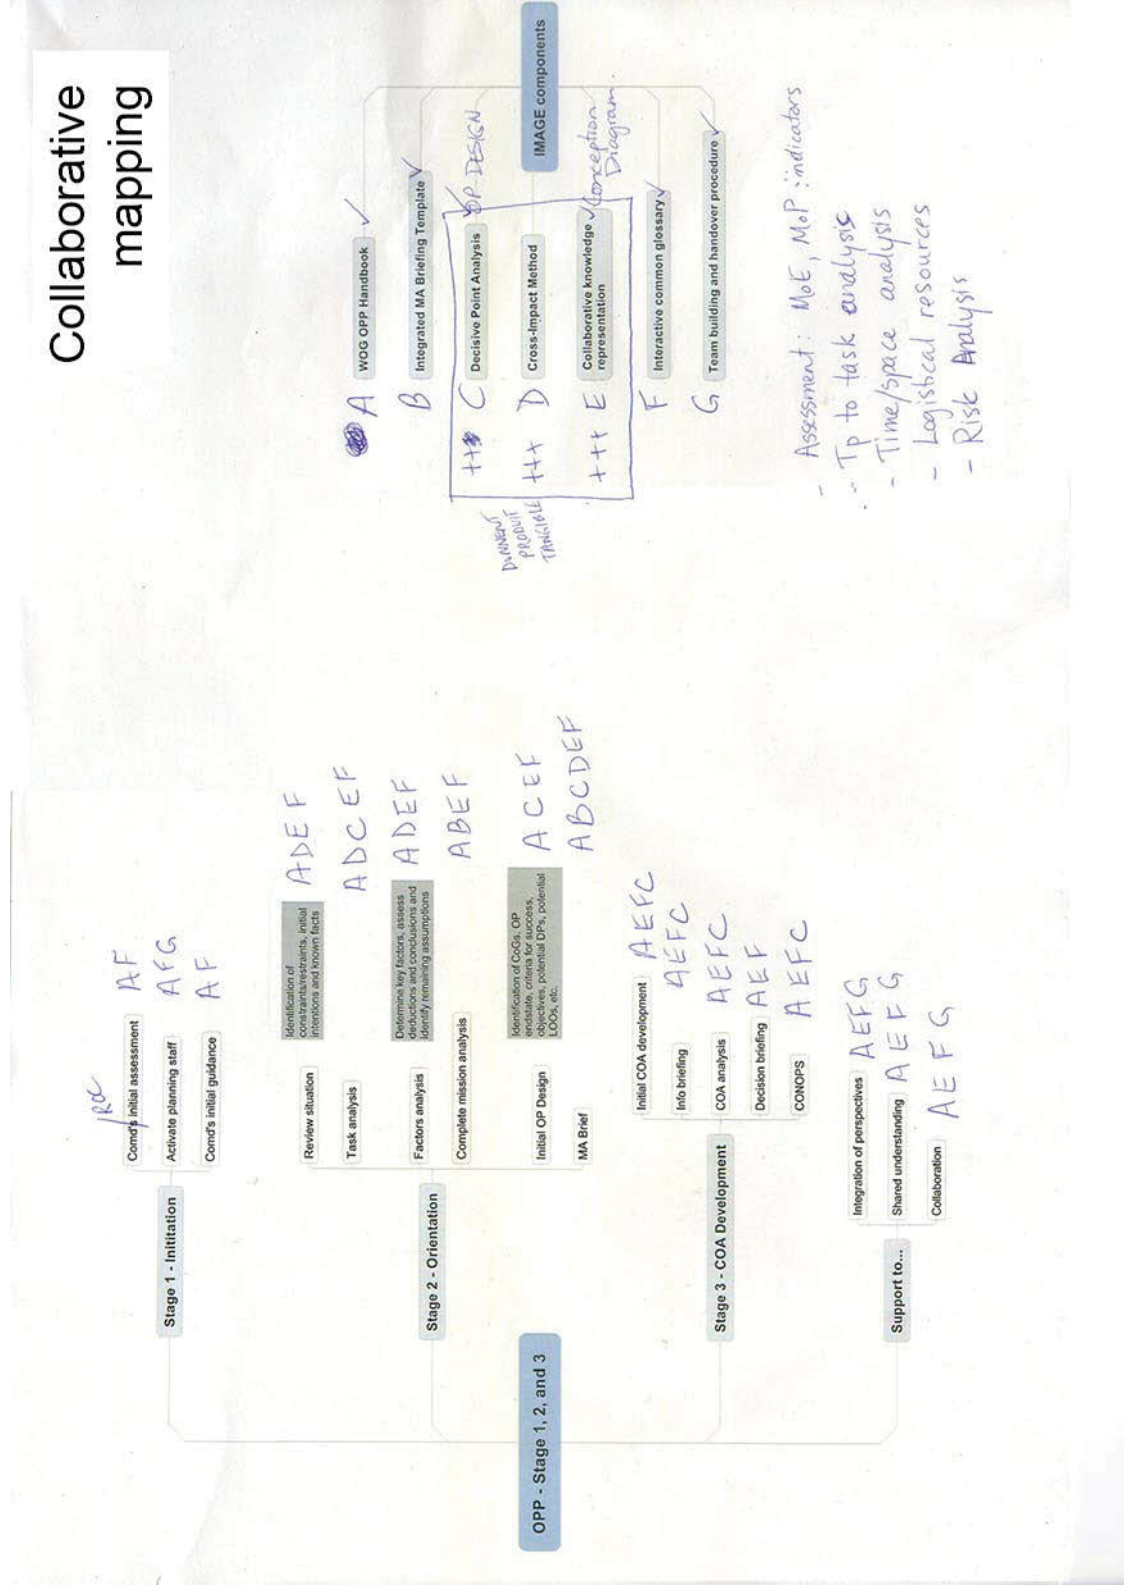 Collaborative
mapping
OPP - Stage 1, 2, and 3
Stage 1 - Inititation
ROC
Comd's initial assessment
AF
Activate planning staff
AFG
Comd's initial guidance
AF
Stage 2 - Orientation
Review situation
Identification of
constraints/restraints, initial
intentions and known facts
ADEF
Task analysis
ADCEF
Factors analysis
Determine key factors, assess
deductions and conclusions and
identify remaining assumptions
ADEF
Complete mission analysis
ABEF
Initial OP Design
Identification of CoGs, OP
endstate, criteria for success,
objectives, potential DPs, potential
LOOs, etc.
ACEF
MA Brief
ABCDEF
Stage 3 - COA Development
Initial COA development
AEFC
Info briefing
AEFC
COA analysis
AEFC
Decision briefing
AEF
CONOPS
AEFC
Support to...
Integration of perspectives
AEFG
Shared understanding
AEFG
Collaboration
AEFG
IMAGE components
A WOG OPP Handbook ✓
B Integrated MA Briefing Template ✓
+++ C Decisive Point Analysis ✓ OP-DESIGN
DONNENT
PRODUIT
TANGIBLE
+++ D Cross-Impact Method
+++ E Collaborative knowledge
representation ✓
Conception
Diagram
F Interactive common glossary ✓
G Team building and handover procedure ✓
- Assessment: MoE, MoP : indicators
- Tp to task analysis
- Time/space analysis
- Logistical resources
- Risk Analysis